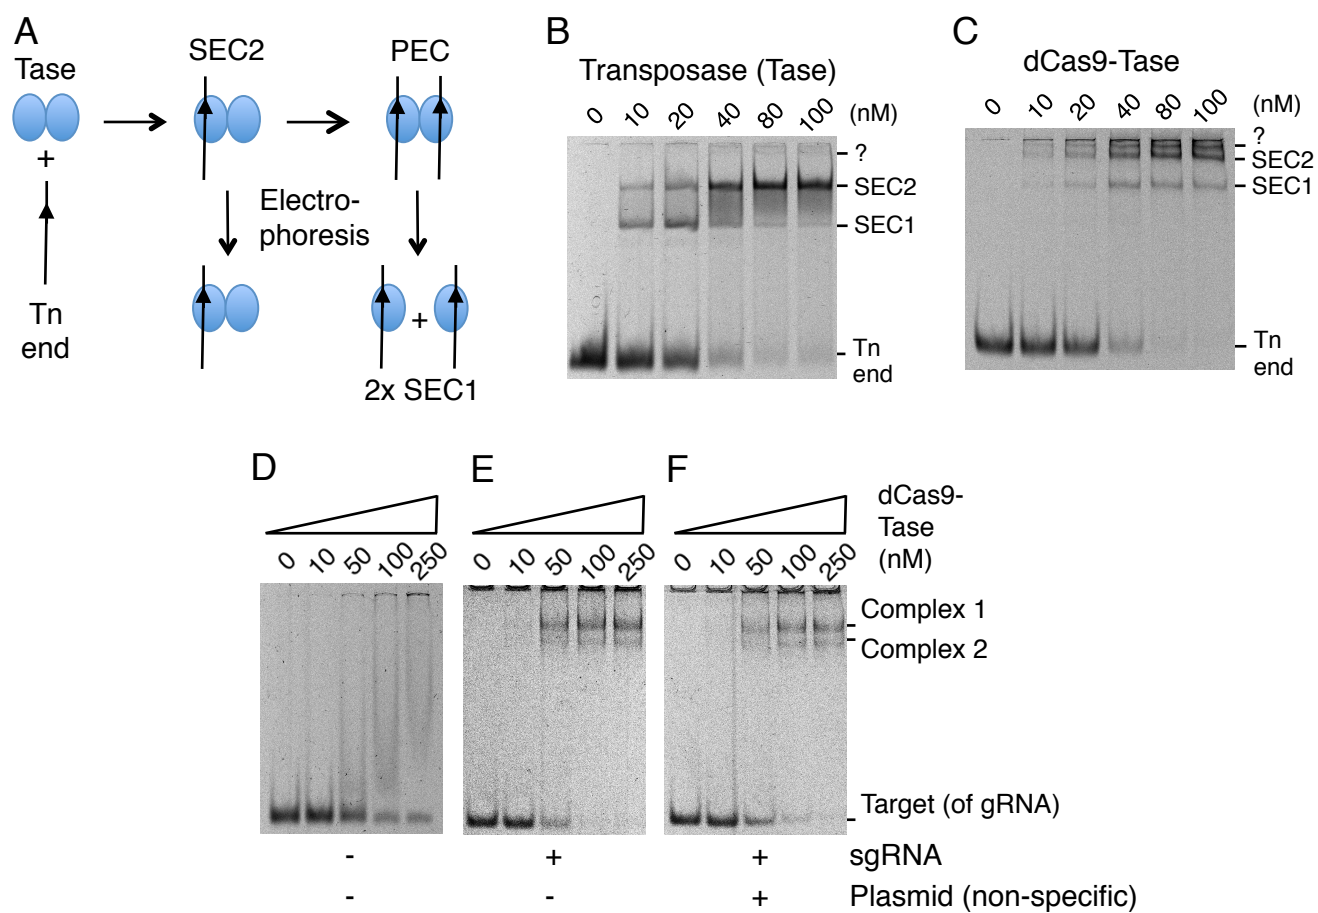 A
Tase
+
Tn
end
SEC2
PEC
Electro-
phoresis
+
2x SEC1
B
Transposase (Tase)
0 10 20 40 80 100 (nM)
?
SEC2
SEC1
Tn
end
C
dCas9-Tase
0 10 20 40 80 100 (nM)
?
SEC2
SEC1
Tn
end
D
0 10 50 100 250
E
0 10 50 100 250
F
0 10 50 100 250
dCas9-
Tase
(nM)
Complex 1
Complex 2
Target (of gRNA)
- + + sgRNA
- - + Plasmid (non-specific)